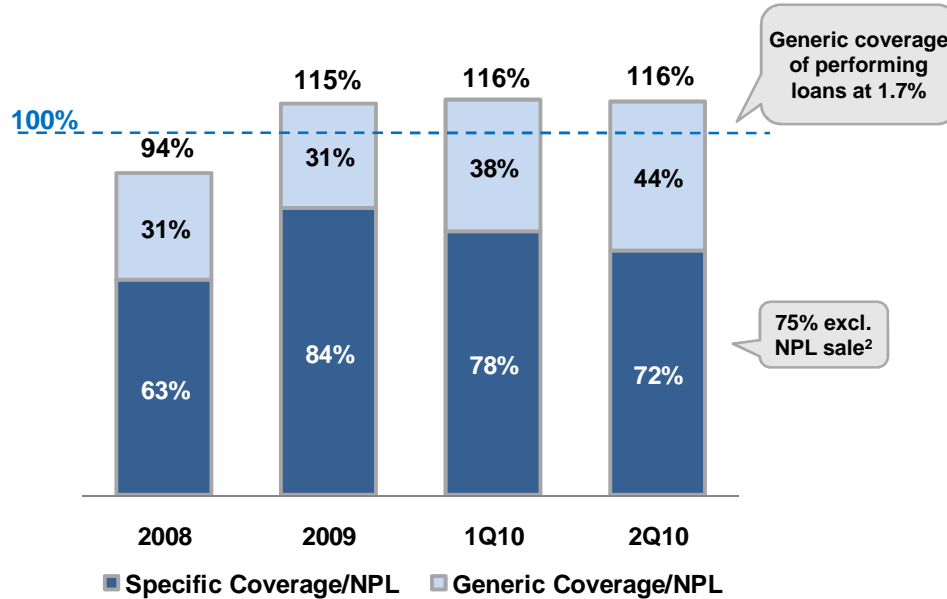 Generic coverage
of performing
loans at 1.7%
115%
116%
116%
100%
94%
31%
38%
44%
31%
75% excl.
NPL sale²
84%
78%
72%
63%
2008
2009
1Q10
2Q10
Specific Coverage/NPL
Generic Coverage/NPL